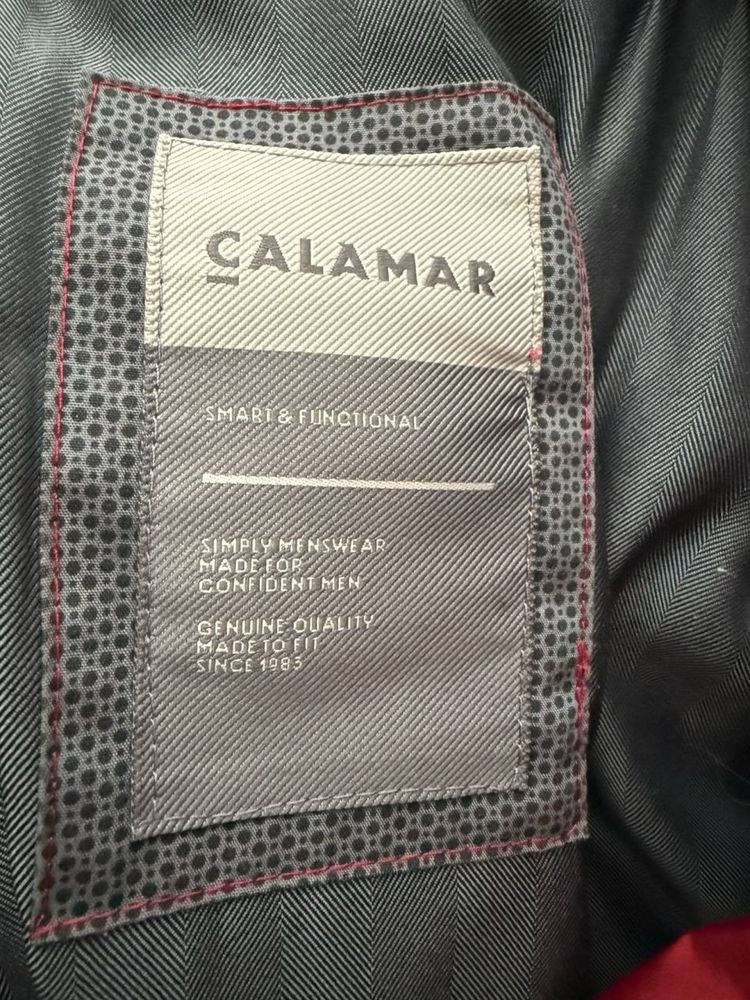 CALAMAR
SMART & FUNCTIONAL
SIMPLY MENSWEAR
MADE FOR
CONFIDENT MEN
GENUINE QUALITY
MADE TO FIT
SINCE 1983